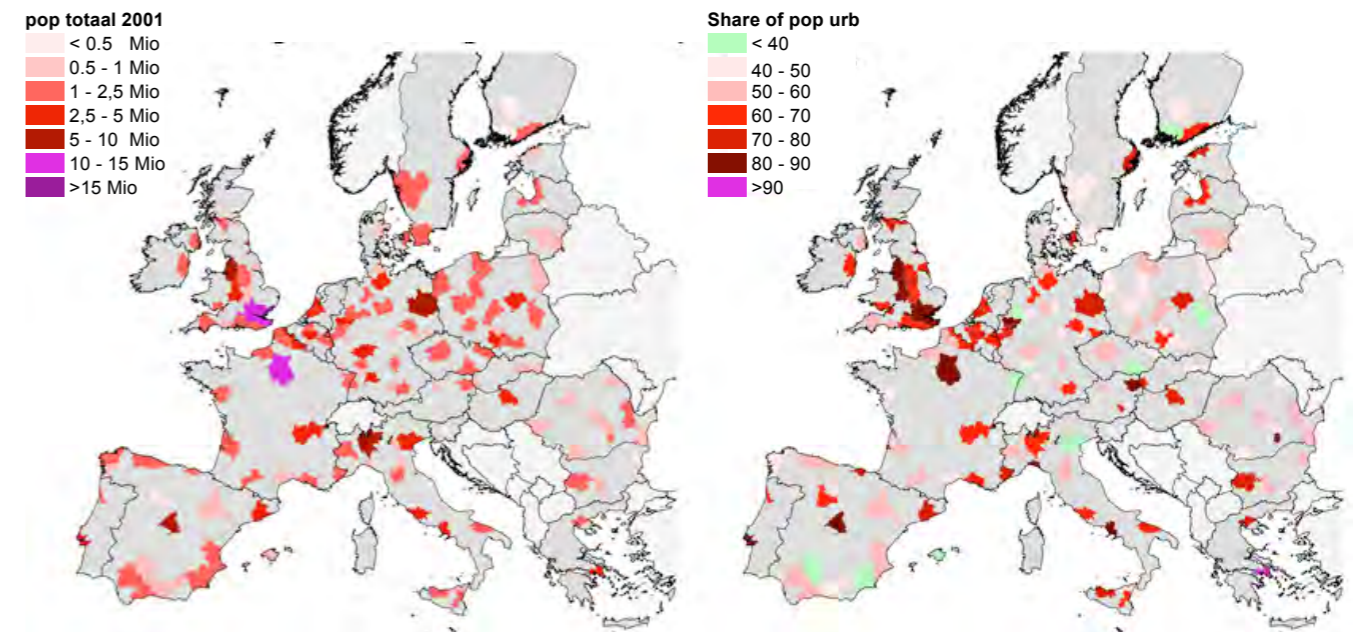 pop totaal 2001
< 0.5 Mio
0.5 - 1 Mio
1 - 2,5 Mio
2,5 - 5 Mio
5 - 10 Mio
10 - 15 Mio
>15 Mio
Share of pop urb
< 40
40 - 50
50 - 60
60 - 70
70 - 80
80 - 90
>90